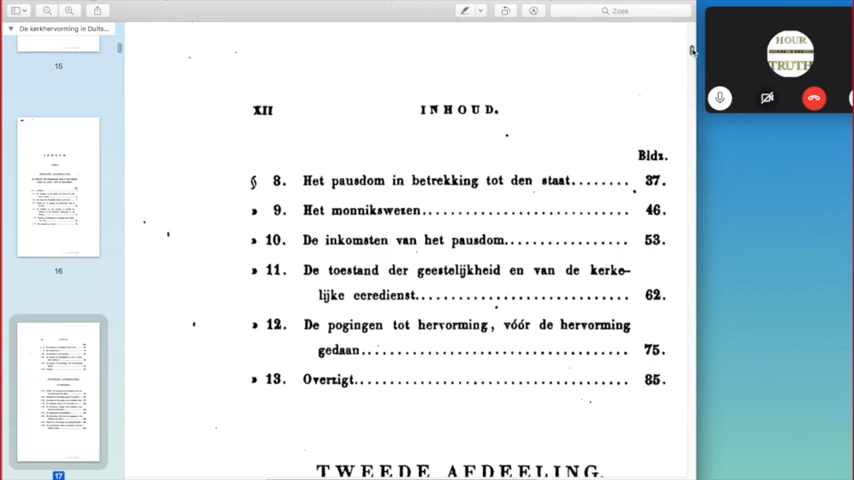 Zoek
De kerkhervorming in Duits...
HOUR
TRUTH
15
16
17
XII INHOUD.
Bldz.
§ 8. Het pausdom in betrekking tot den staat........ 37.
» 9. Het monnikswezen............................ 46.
» 10. De inkomsten van het pausdom................ 53.
» 11. De toestand der geestelijkheid en van de kerke-
lijke eeredienst............................. 62.
» 12. De pogingen tot hervorming, vóór de hervorming
gedaan..................................... 75.
» 13. Overzigt..................................... 85.
TWEEDE AFDEELING.